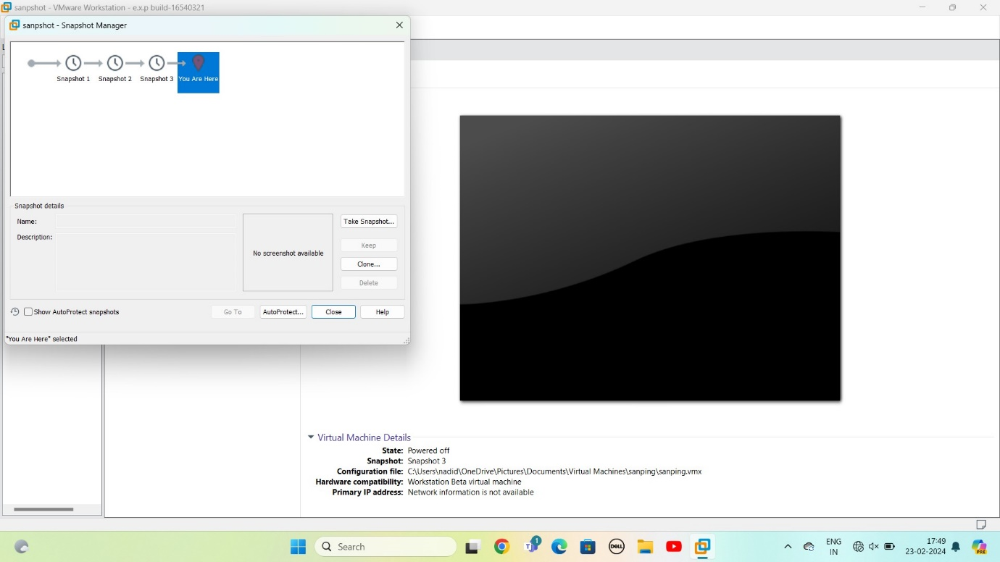 sanpshot - VMware Workstation - e.x.p build-16540321
sanpshot - Snapshot Manager
Snapshot 1 Snapshot 2 Snapshot 3 You Are Here
Snapshot details
Name:
Description:
No screenshot available
Take Snapshot...
Keep
Clone...
Delete
Show AutoProtect snapshots
Go To
AutoProtect...
Close
Help
"You Are Here" selected
Virtual Machine Details
State: Powered off
Snapshot: Snapshot 3
Configuration file: C:\Users\nadid\OneDrive\Pictures\Documents\Virtual Machines\sanping\sanping.vmx
Hardware compatibility: Workstation Beta virtual machine
Primary IP address: Network information is not available
Search
1
DELL
ENG
IN
17:49
23-02-2024
PRE